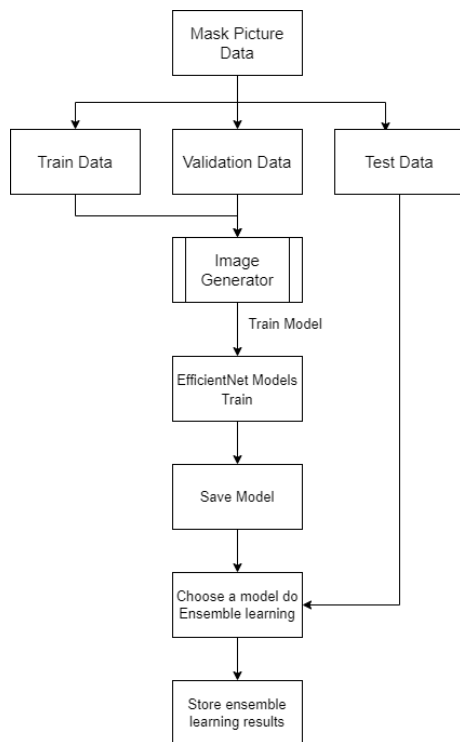 Mask Picture
Data
Train Data
Validation Data
Test Data
Image
Generator
Train Model
EfficientNet Models
Train
Save Model
Choose a model do
Ensemble learning
Store ensemble
learning results